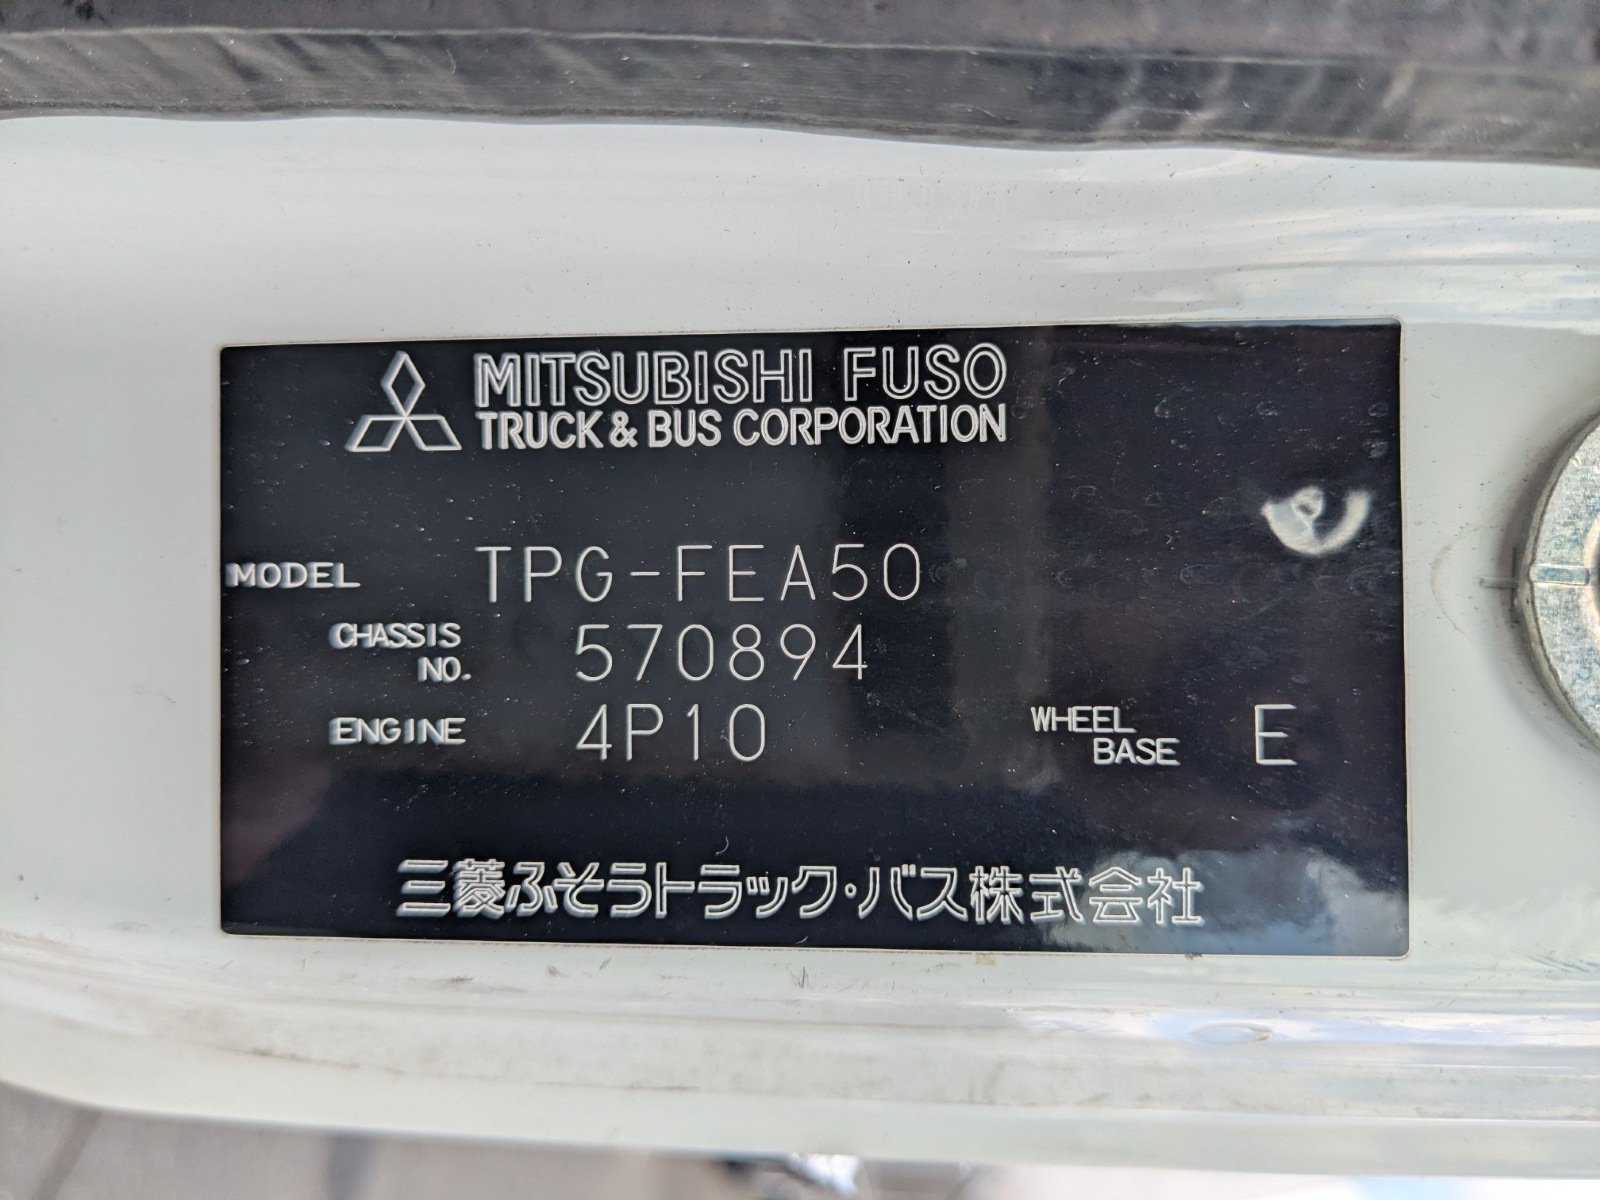 MITSUBISHI FUSO
TRUCK & BUS CORPORATION
MODEL TPG-FEA50
CHASSIS NO. 570894
ENGINE 4P10 WHEEL BASE E
三菱ふそうトラック・バス株式会社